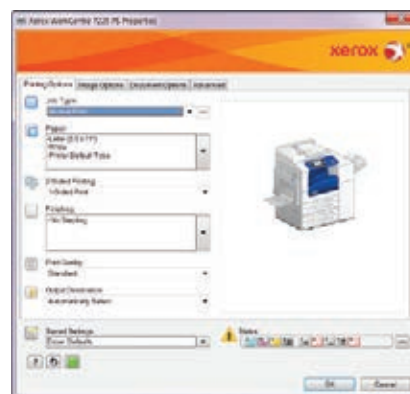 Xerox WorkCentre 7225 PS Properties
xerox
Printing Options Image Options Document Options Advanced
Job Type
Normal Print
Paper
Letter (8.5 x 11")
White
Printer Default Type
2-Sided Printing
1-Sided Print
Finishing
No Stapling
Print Quality
Standard
Output Destination
Automatically Select
Saved Settings
Status
Driver Defaults
?
OK Cancel